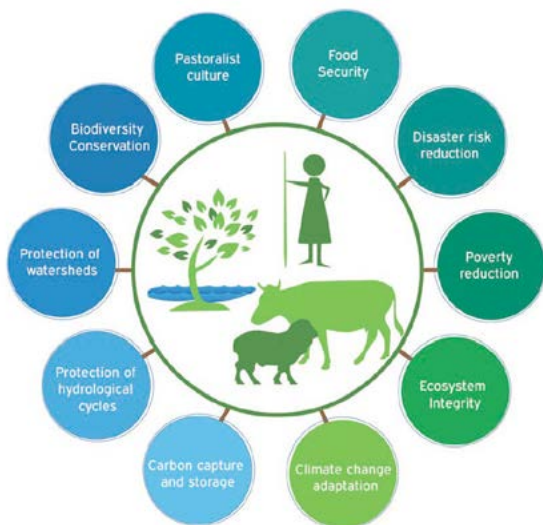 Pastoralist
culture
Food
Security
Disaster risk
reduction
Poverty
reduction
Ecosystem
Integrity
Climate change
adaptation
Carbon capture
and storage
Protection of
hydrological
cycles
Protection of
watersheds
Biodiversity
Conservation